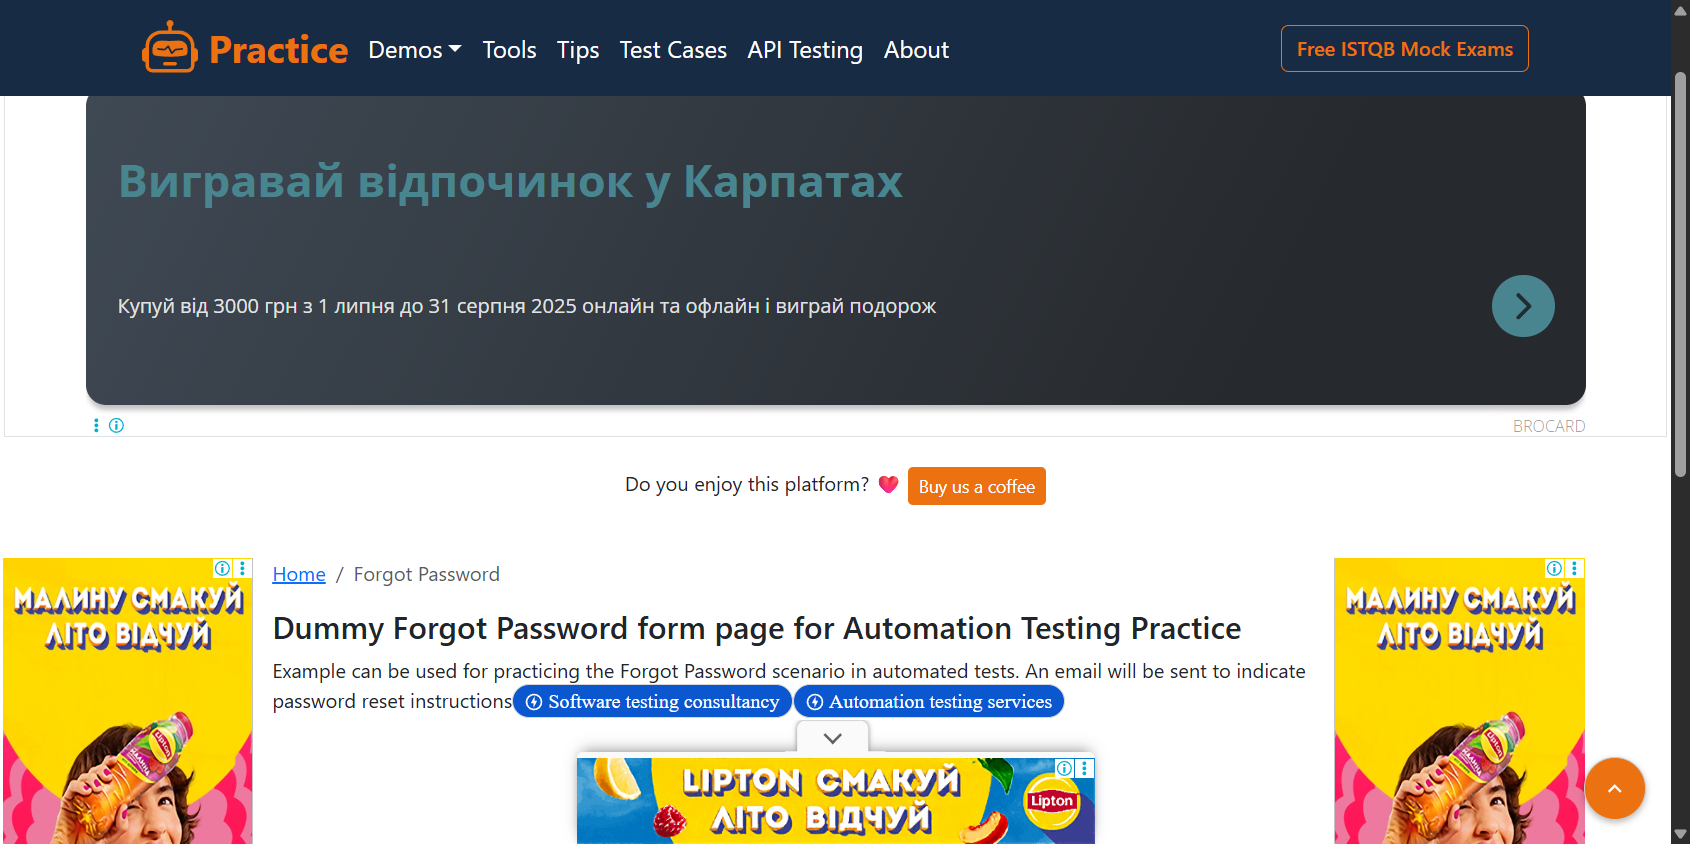 Practice Demos Tools Tips Test Cases API Testing About Free ISTQB Mock Exams
Вигравай відпочинок у Карпатах
Купуй від 3000 грн з 1 липня до 31 серпня 2025 онлайн та офлайн і виграй подорож
BROCARD
Do you enjoy this platform? Buy us a coffee
МАЛИНУ СМАКУЙ
ЛІТО ВІДЧУЙ
Lipton
Home / Forgot Password
Dummy Forgot Password form page for Automation Testing Practice
Example can be used for practicing the Forgot Password scenario in automated tests. An email will be sent to indicate
password reset instructions Software testing consultancy Automation testing services
LIPTON СМАКУЙ
ЛІТО ВІДЧУЙ
Lipton
МАЛИНУ СМАКУЙ
ЛІТО ВІДЧУЙ
Lipton